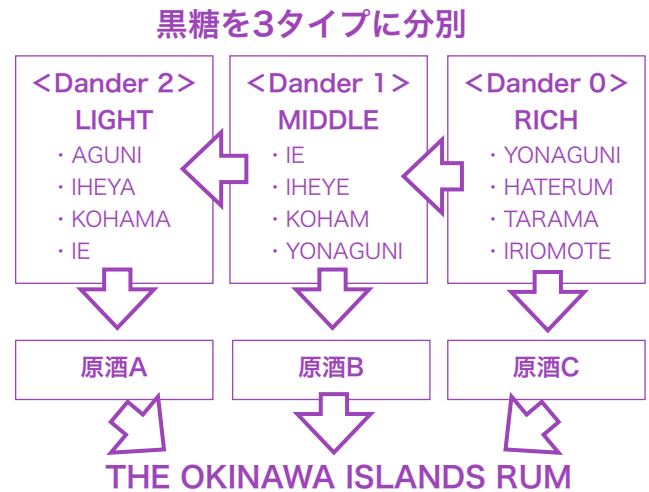 黒糖を3タイプに分別
＜Dander 2＞
LIGHT
・AGUNI
・IHEYA
・KOHAMA
・IE
＜Dander 1＞
MIDDLE
・IE
・IHEYE
・KOHAM
・YONAGUNI
＜Dander 0＞
RICH
・YONAGUNI
・HATERUM
・TARAMA
・IRIOMOTE
原酒A
原酒B
原酒C
THE OKINAWA ISLANDS RUM